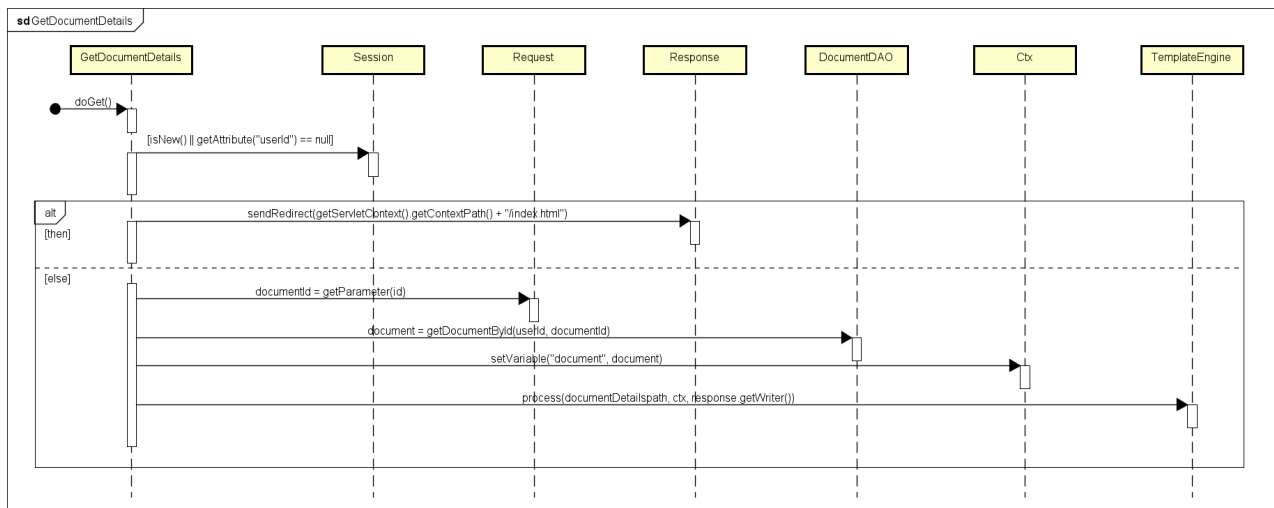 sd GetDocumentDetails
GetDocumentDetails
Session
Request
Response
DocumentDAO
Ctx
TemplateEngine
doGet()
[isNew() || getAttribute("userId") == null]
alt
sendRedirect(getServletContext().getContextPath() + "/index.html")
[then]
[else]
documentId = getParameter(id)
document = getDocumentById(userId, documentId)
setVariable("document", document)
process(documentDetailspath, ctx, response.getWriter())